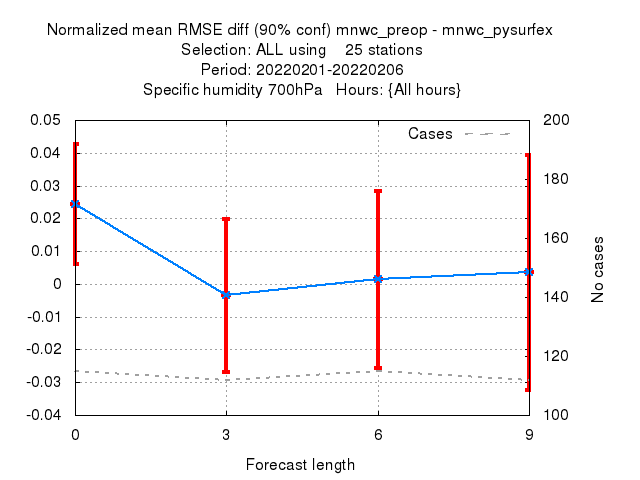 Normalized mean RMSE diff (90% conf) mnwc_preop - mnwc_pysurfex
Selection: ALL using 25 stations
Period: 20220201-20220206
Specific humidity 700hPa Hours: {All hours}
Cases
0.05
0.04
0.03
0.02
0.01
0
-0.01
-0.02
-0.03
-0.04
200
180
160
140
120
100
No cases
0 3 6 9
Forecast length